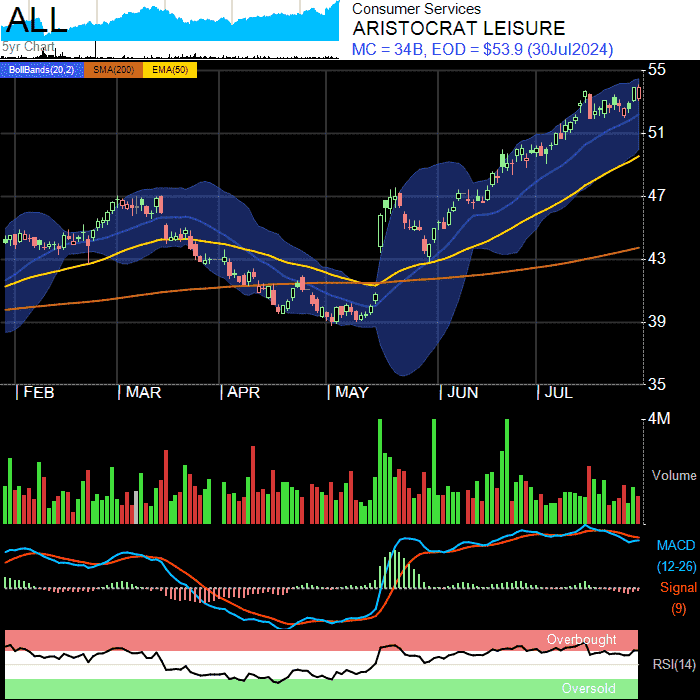 ALL
5yr Chart
Consumer Services
ARISTOCRAT LEISURE
MC = 34B, EOD = $53.9 (30Jul2024)
BollBands(20,2) SMA(200) EMA(50)
55
51
47
43
39
35
FEB MAR APR MAY JUN JUL
4M
Volume
MACD
(12-26)
Signal
(9)
Overbought
RSI(14)
Oversold